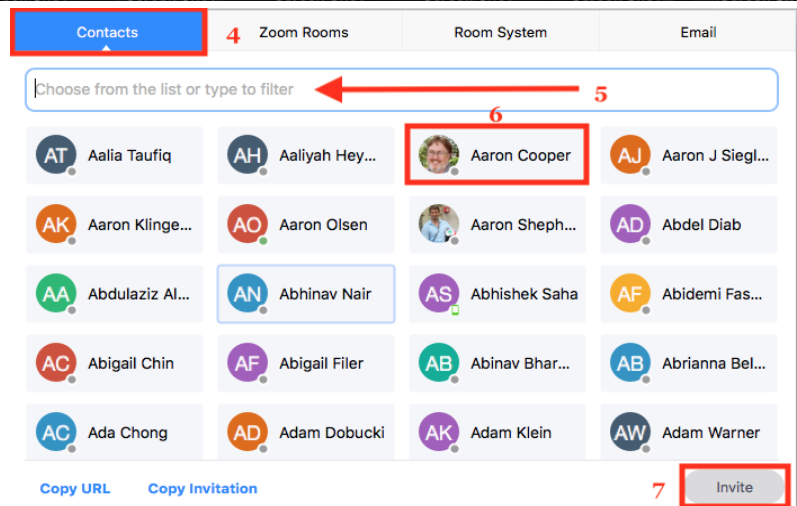 Contacts 4 Zoom Rooms Room System Email
Choose from the list or type to filter 5
6
AT Aalia Taufiq AH Aaliyah Hey... Aaron Cooper AJ Aaron J Siegl...
AK Aaron Klinge... AO Aaron Olsen Aaron Sheph... AD Abdel Diab
AA Abdulaziz Al... AN Abhinav Nair AS Abhishek Saha AF Abidemi Fas...
AC Abigail Chin AF Abigail Filer AB Abinav Bhar... AB Abrianna Bel...
AC Ada Chong AD Adam Dobucki AK Adam Klein AW Adam Warner
Copy URL Copy Invitation 7 Invite